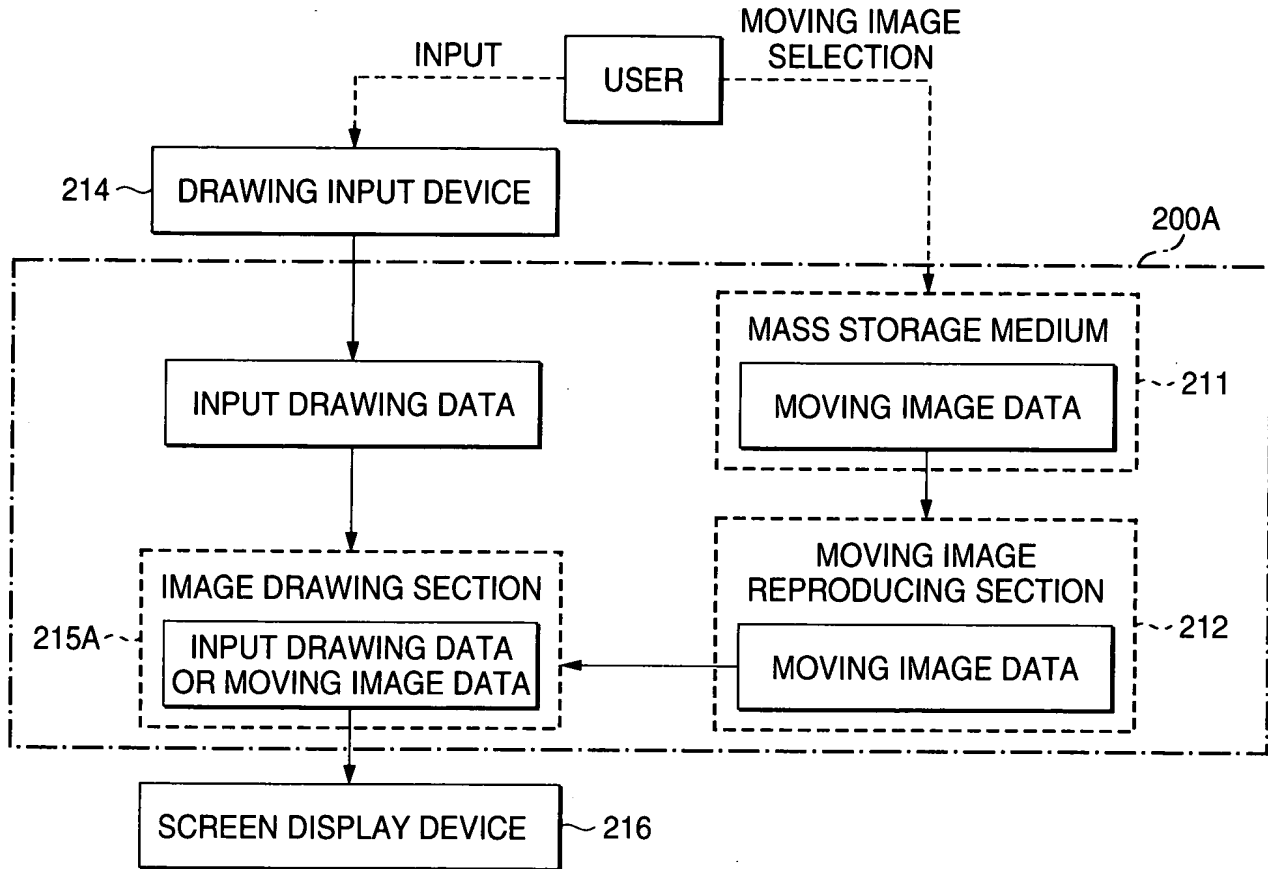 MOVING IMAGE
SELECTION
INPUT
USER
214
DRAWING INPUT DEVICE
200A
MASS STORAGE MEDIUM
INPUT DRAWING DATA
MOVING IMAGE DATA
211
IMAGE DRAWING SECTION
MOVING IMAGE
REPRODUCING SECTION
215A
INPUT DRAWING DATA
OR MOVING IMAGE DATA
MOVING IMAGE DATA
212
SCREEN DISPLAY DEVICE
216